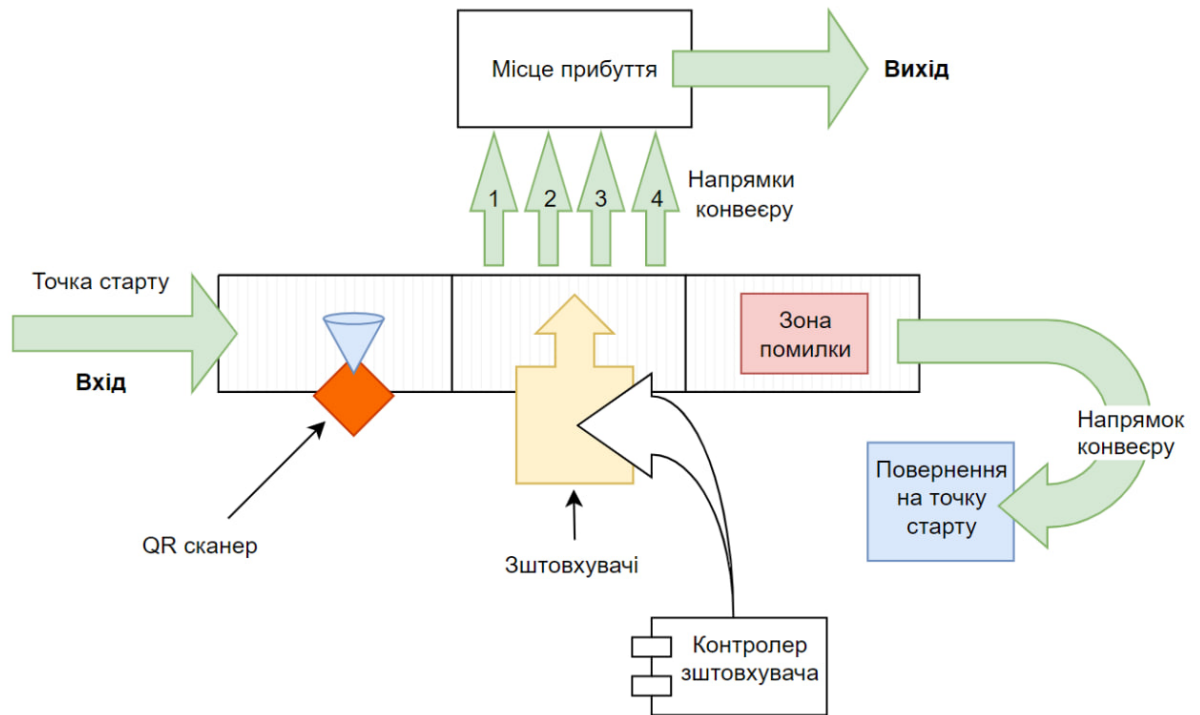 Місце прибуття
Вихід
1 2 3 4
Напрямки
конвеєру
Точка старту
Вхід
Зона
помилки
Напрямок
конвеєру
Повернення
на точку
старту
QR сканер
Зштовхувачі
Контролер
зштовхувача